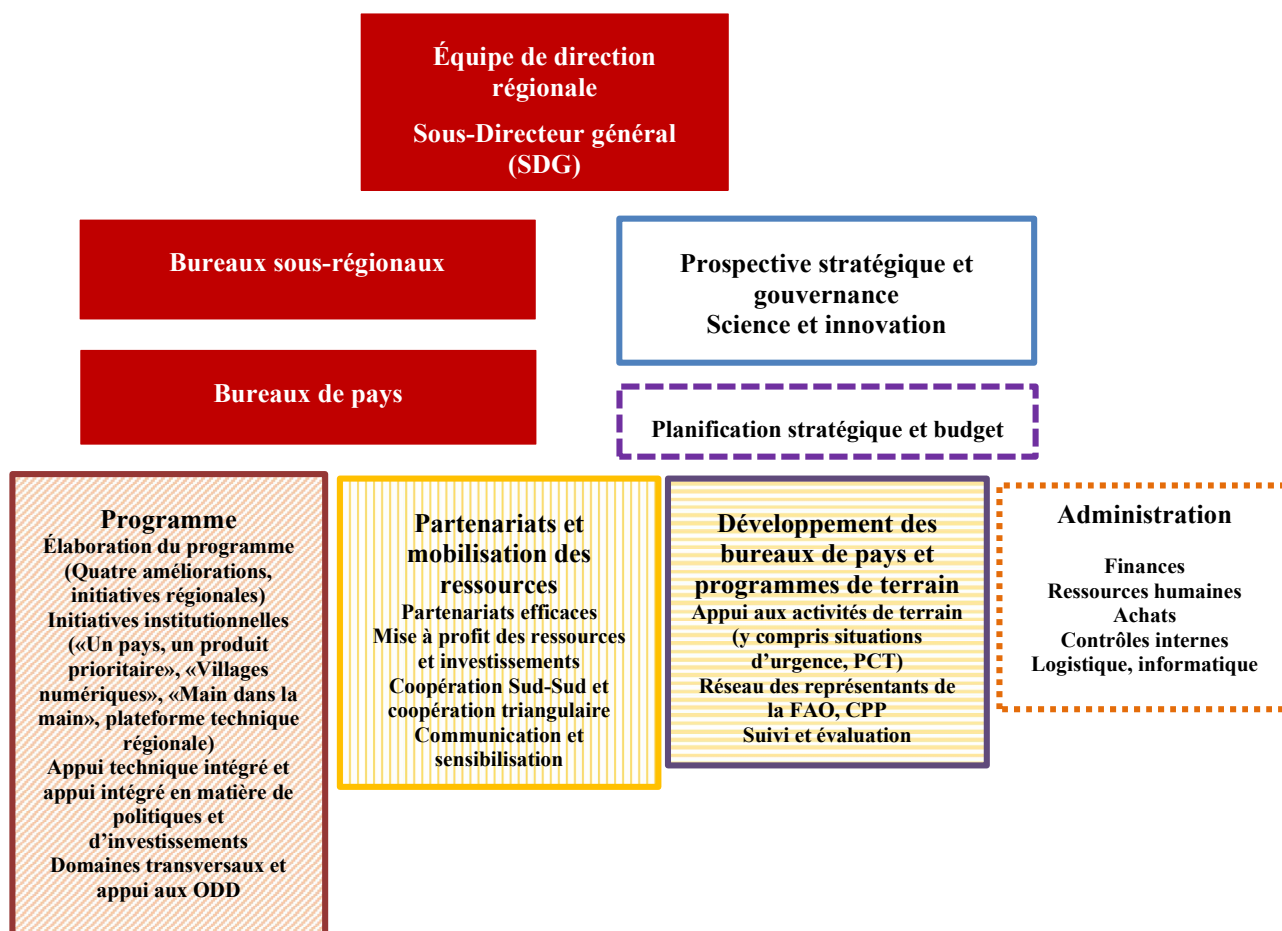 Équipe de direction
régionale
Sous-Directeur général
(SDG)
Bureaux sous-régionaux
Prospective stratégique et
gouvernance
Science et innovation
Bureaux de pays
Planification stratégique et budget
Programme
Élaboration du programme
(Quatre améliorations,
initiatives régionales)
Initiatives institutionnelles
(«Un pays, un produit
prioritaire», «Villages
numériques», «Main dans la
main», plateforme technique
régionale)
Appui technique intégré et
appui intégré en matière de
politiques et
d’investissements
Domaines transversaux et
appui aux ODD
Partenariats et
mobilisation des
ressources
Partenariats efficaces
Mise à profit des ressources
et investissements
Coopération Sud-Sud et
coopération triangulaire
Communication et
sensibilisation
Développement des
bureaux de pays et
programmes de terrain
Appui aux activités de terrain
(y compris situations
d’urgence, PCT)
Réseau des représentants de
la FAO, CPP
Suivi et évaluation
Administration
Finances
Ressources humaines
Achats
Contrôles internes
Logistique, informatique